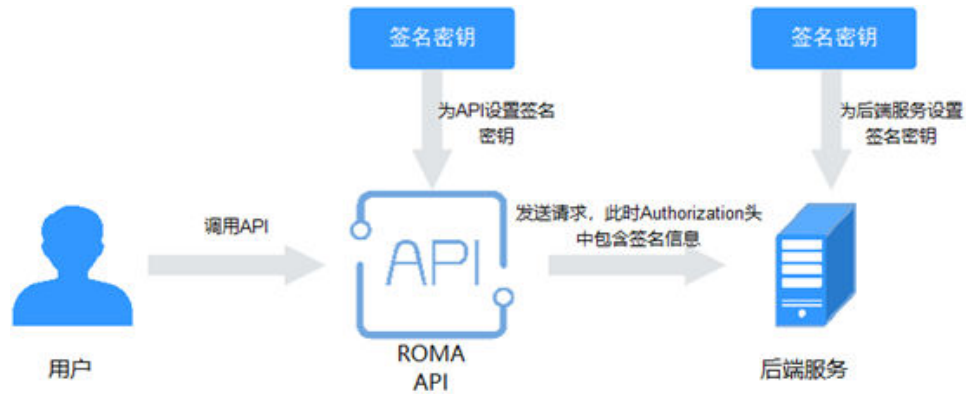 签名密钥
签名密钥
为API设置签名
密钥
为后端服务设置
签名密钥
调用API
发送请求，此时Authorization头
中包含签名信息
API
用户
ROMA
API
后端服务